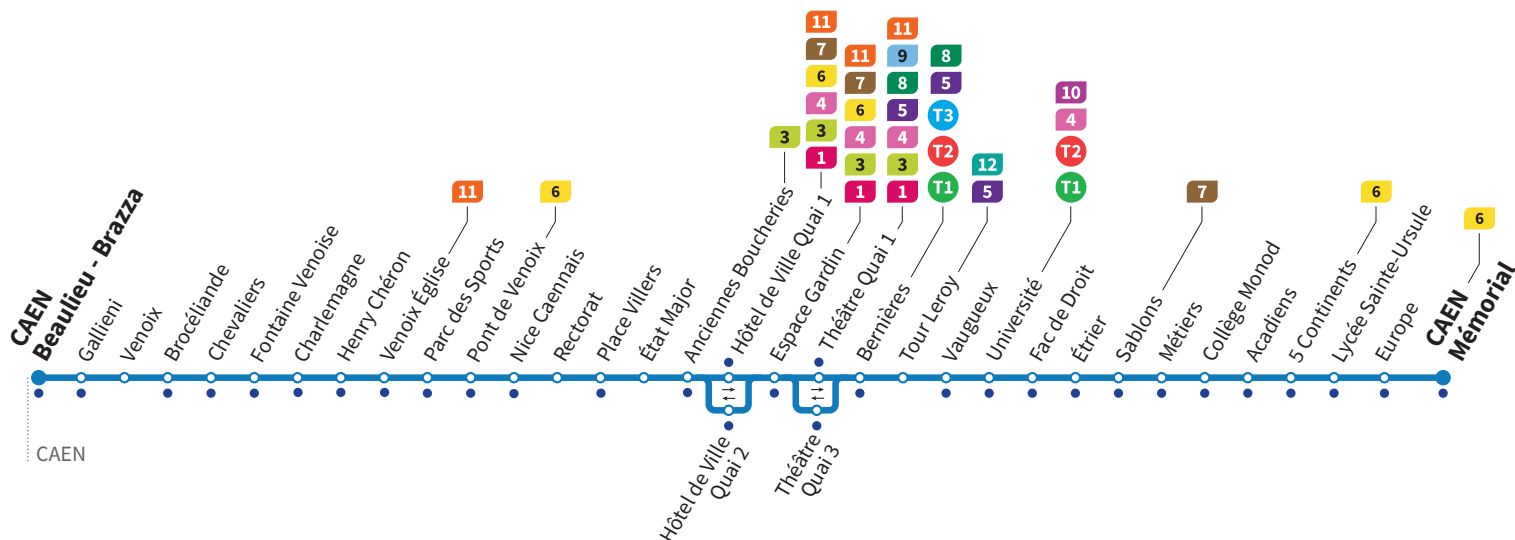 CAEN
Beaulieu - Brazza
Gallieni
Venoix
Brocéliande
Chevaliers
Fontaine Venoise
Charlemagne
Henry Chéron
Venoix Église
11
Parc des Sports
Pont de Venoix
6
Nice Caennais
Rectorat
Place Villers
État Major
Anciennes Boucheries
3
Hôtel de Ville Quai 1
11
7
6
4
3
1
Espace Gardin
11
7
6
4
3
1
Théâtre Quai 1
11
9
8
5
4
3
1
Bernières
8
5
T3
T2
T1
Tour Leroy
12
5
Vaugueux
Université
10
4
T2
T1
Fac de Droit
Étrier
Sablons
7
Métiers
Collège Monod
Acadiens
5 Continents
6
Lycée Sainte-Ursule
Europe
CAEN
Mémorial
6
Hôtel de Ville
Quai 2
Théâtre
Quai 3
CAEN